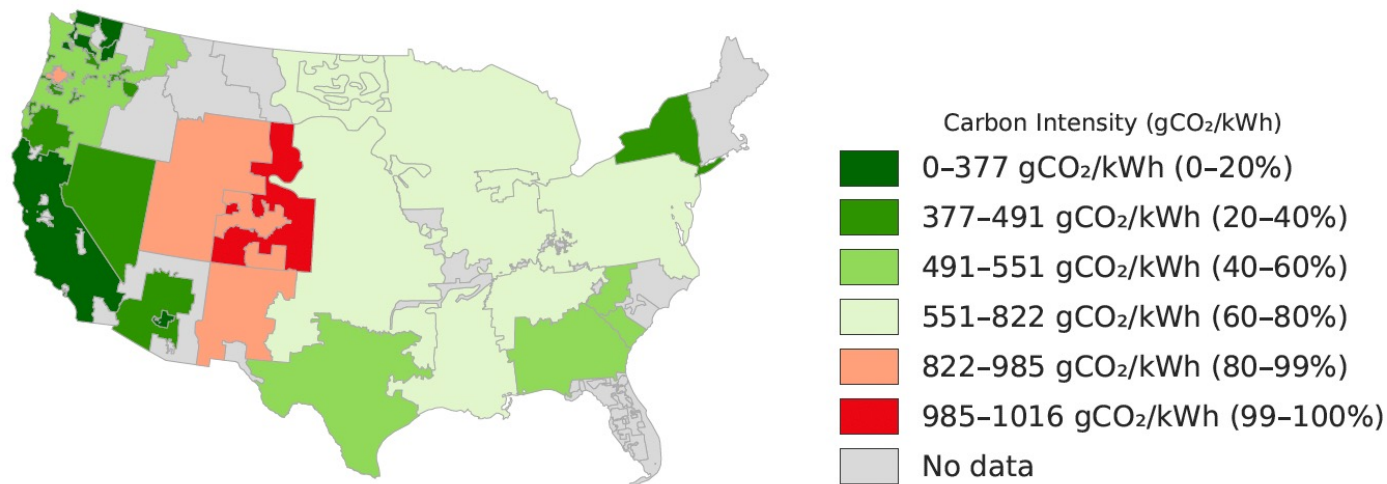 Carbon Intensity (gCO₂/kWh)
0–377 gCO₂/kWh (0–20%)
377–491 gCO₂/kWh (20–40%)
491–551 gCO₂/kWh (40–60%)
551–822 gCO₂/kWh (60–80%)
822–985 gCO₂/kWh (80–99%)
985–1016 gCO₂/kWh (99–100%)
No data